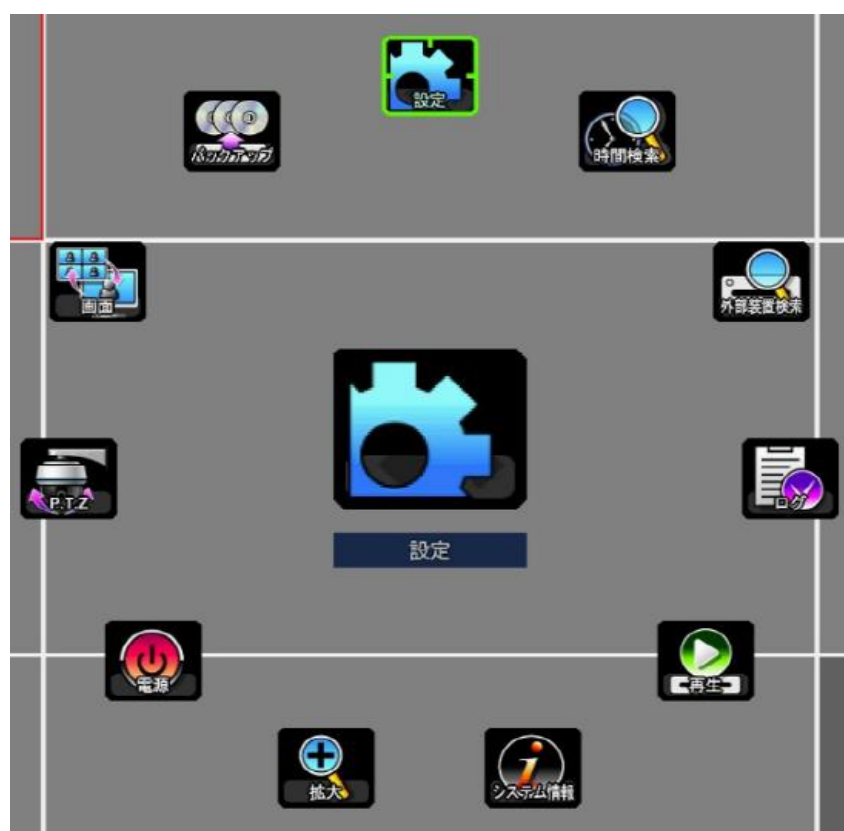 設定
バックアップ
時間検索
画面
外部装置検索
P.T.Z
ログ
設定
電源
再生
拡大
システム情報